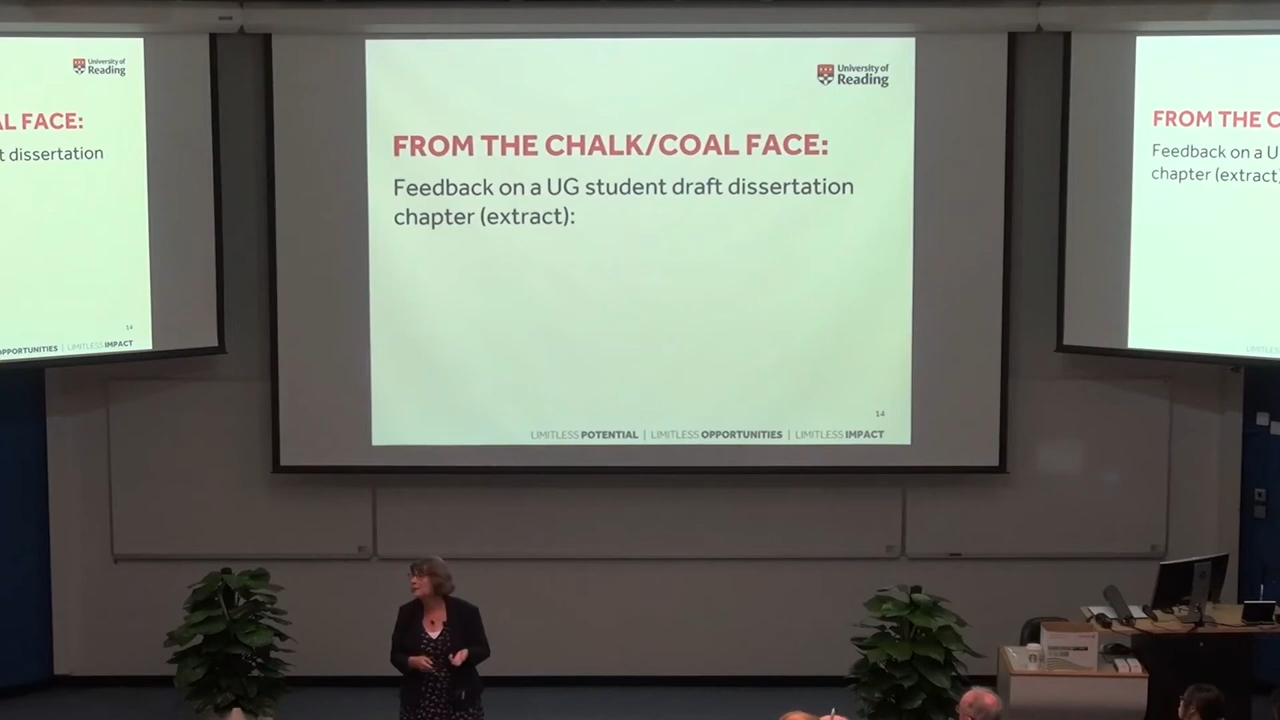 University of
Reading
AL FACE:
t dissertation
14
OPPORTUNITIES | LIMITLESS IMPACT
University of
Reading
FROM THE CHALK/COAL FACE:
Feedback on a UG student draft dissertation
chapter (extract):
14
LIMITLESS POTENTIAL | LIMITLESS OPPORTUNITIES | LIMITLESS IMPACT
FROM THE C
Feedback on a U
chapter (extract)
LIMITLESS